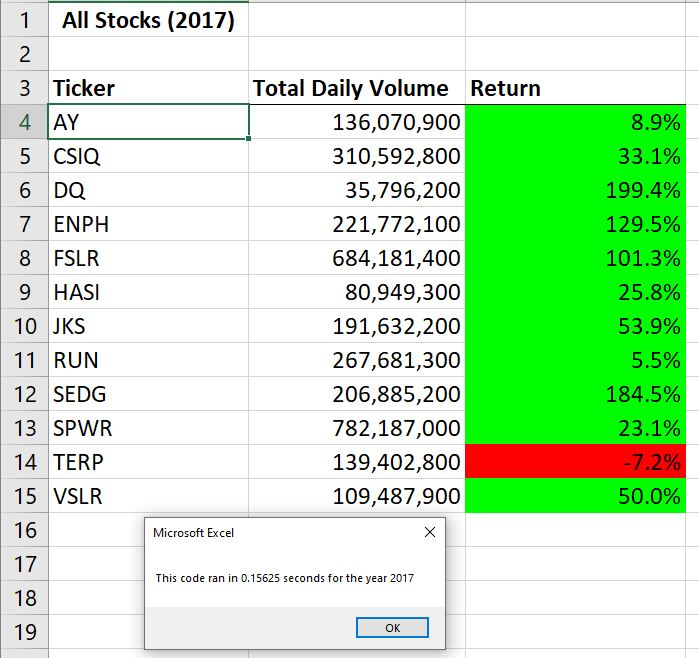 1 All Stocks (2017)
2
3 Ticker Total Daily Volume Return
4 AY 136,070,900 8.9%
5 CSIQ 310,592,800 33.1%
6 DQ 35,796,200 199.4%
7 ENPH 221,772,100 129.5%
8 FSLR 684,181,400 101.3%
9 HASI 80,949,300 25.8%
10 JKS 191,632,200 53.9%
11 RUN 267,681,300 5.5%
12 SEDG 206,885,200 184.5%
13 SPWR 782,187,000 23.1%
14 TERP 139,402,800 -7.2%
15 VSLR 109,487,900 50.0%
16
Microsoft Excel
17
This code ran in 0.15625 seconds for the year 2017
18
19
OK